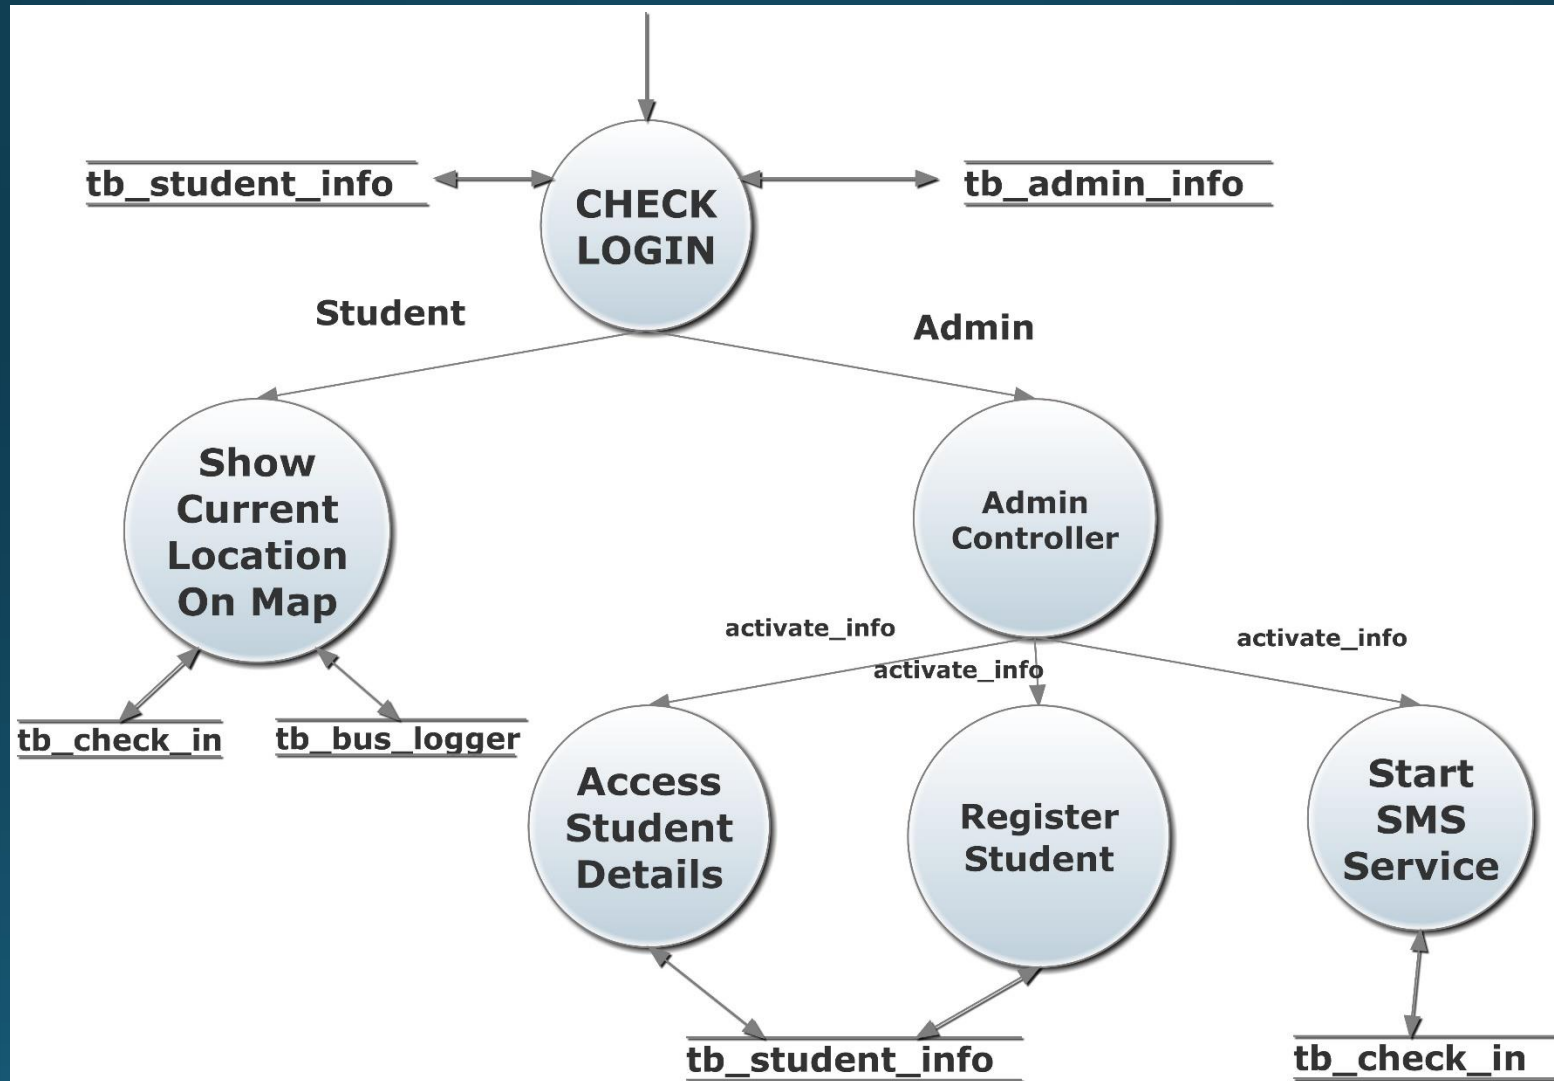 tb_student_info
CHECK
LOGIN
tb_admin_info
Student
Admin
Show
Current
Location
On Map
Admin
Controller
activate_info
activate_info
activate_info
tb_check_in
tb_bus_logger
Access
Student
Details
Register
Student
Start
SMS
Service
tb_student_info
tb_check_in